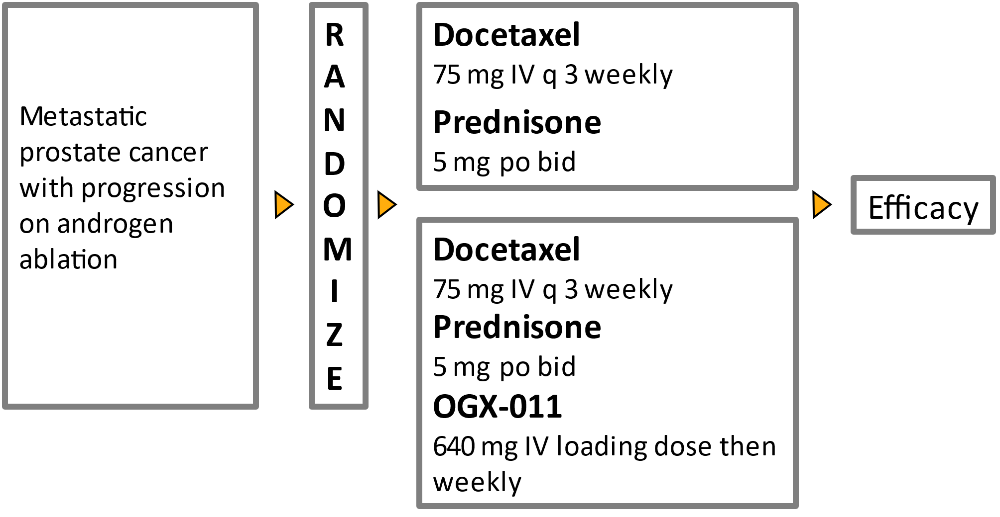 Metastatic
prostate cancer
with progression
on androgen
ablation
R
A
N
D
O
M
I
Z
E
Docetaxel
75 mg IV q 3 weekly
Prednisone
5 mg po bid
Docetaxel
75 mg IV q 3 weekly
Prednisone
5 mg po bid
OGX-011
640 mg IV loading dose then
weekly
Efficacy